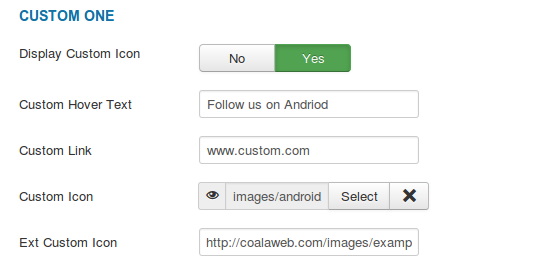 CUSTOM ONE
Display Custom Icon No Yes
Custom Hover Text Follow us on Andriod
Custom Link www.custom.com
Custom Icon images/android Select
Ext Custom Icon http://coalaweb.com/images/examp